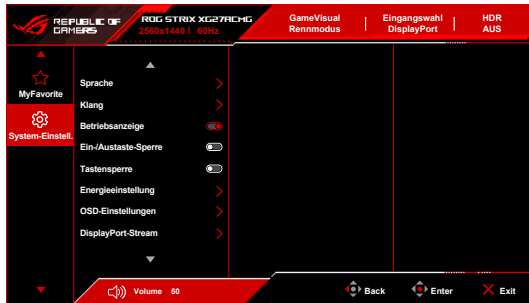 REPUBLIC OF
GAMERS
ROG STRIX XG27ACMG
2560x1440 | 60Hz
GameVisual
Rennmodus
Eingangswahl
DisplayPort
HDR
AUS
MyFavorite
System-Einstell.
Sprache
Klang
Betriebsanzeige
Ein-/Austaste-Sperre
Tastensperre
Energieeinstellung
OSD-Einstellungen
DisplayPort-Stream
Volume 50
Back
Enter
Exit